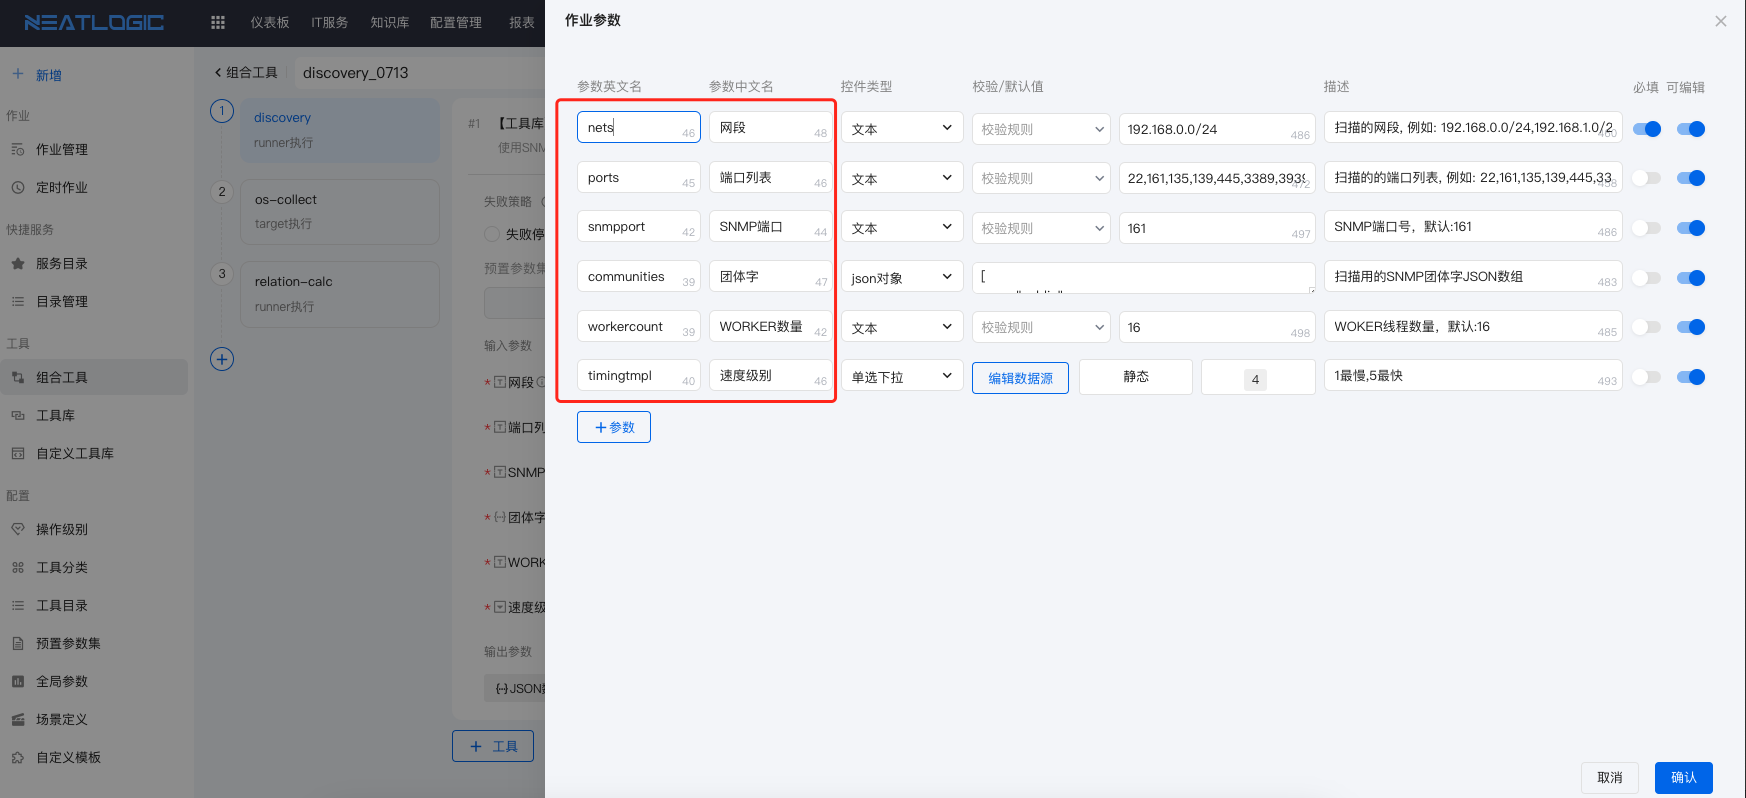 NEATLOGIC
仪表板 IT服务 知识库 配置管理 报表
新增
作业
作业管理
定时作业
快捷服务
服务目录
目录管理
工具
组合工具
工具库
自定义工具库
配置
操作级别
工具分类
工具目录
预置参数集
全局参数
场景定义
自定义模板
组合工具 discovery_0713
1 discovery
runner执行
2 os-collect
target执行
3 relation-calc
runner执行
#1 【工具库
使用SNM
失败策略
失败停
预置参数集
输入参数
* 网段
* 端口列
* SNMP
* 团体字
* WORK
* 速度级
输出参数
JSON
+ 工具
作业参数
参数英文名 参数中文名 控件类型 校验/默认值 描述 必填 可编辑
nets 46 网段 48 文本 校验规则 192.168.0.0/24 486 扫描的网段, 例如: 192.168.0.0/24,192.168.1.0/2
ports 45 端口列表 46 文本 校验规则 22,161,135,139,445,3389,3939 扫描的的端口列表, 例如: 22,161,135,139,445,33
snmpport 42 SNMP端口 44 文本 校验规则 161 497 SNMP端口号，默认:161 486
communities 39 团体字 47 json对象 [ 扫描用的SNMP团体字JSON数组 483
workercount 39 WORKER数量 42 文本 校验规则 16 498 WOKER线程数量，默认:16 485
timingtmpl 40 速度级别 46 单选下拉 编辑数据源 静态 4 1最慢,5最快 493
+参数
取消 确认